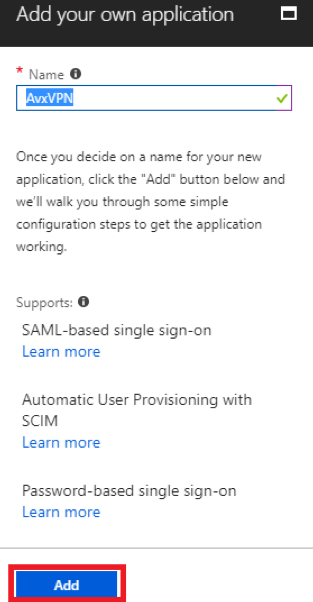 Add your own application
* Name
AvxVPN
Once you decide on a name for your new
application, click the "Add" button below and
we'll walk you through some simple
configuration steps to get the application
working.
Supports:
SAML-based single sign-on
Learn more
Automatic User Provisioning with
SCIM
Learn more
Password-based single sign-on
Learn more
Add